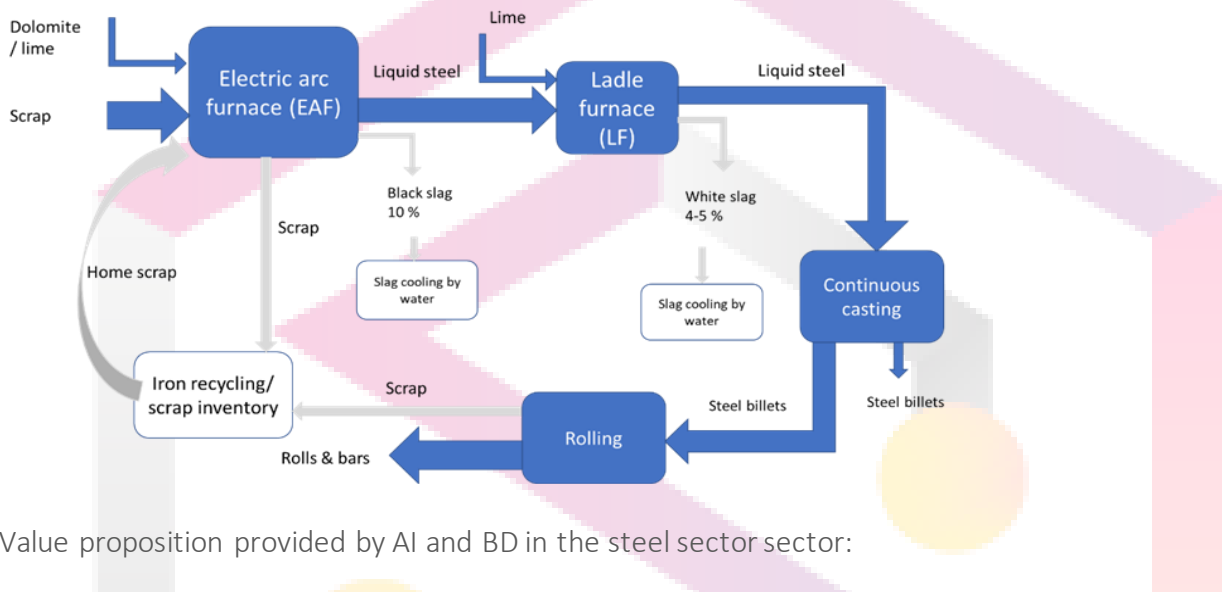 Dolomite
/ lime
Lime
Electric arc
furnace (EAF)
Liquid steel
Ladle
furnace
(LF)
Liquid steel
Scrap
Black slag
10 %
White slag
4-5 %
Scrap
Home scrap
Slag cooling by
water
Slag cooling by
water
Continuous
casting
Iron recycling/
scrap inventory
Scrap
Steel billets
Steel billets
Rolling
Rolls & bars
Value proposition provided by AI and BD in the steel sector sector: